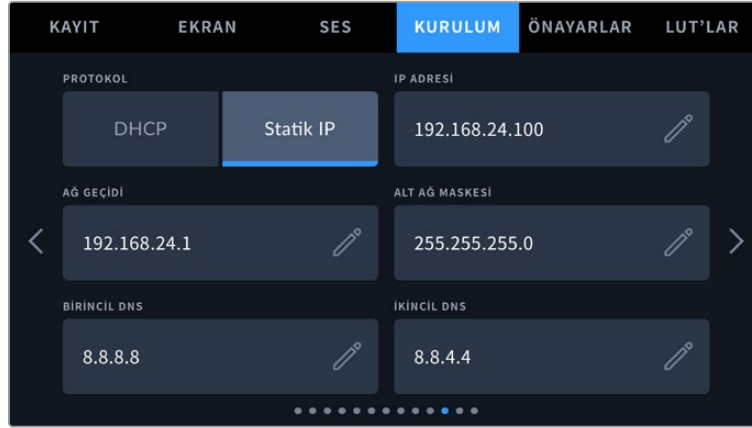 KAYIT EKRAN SES KURULUM ÖNAYARLAR LUT’LAR
PROTOKOL IP ADRESİ
DHCP Statik IP 192.168.24.100
AĞ GEÇİDİ ALT AĞ MASKESİ
192.168.24.1 255.255.255.0
BİRİNCİL DNS İKİNCİL DNS
8.8.8.8 8.8.4.4